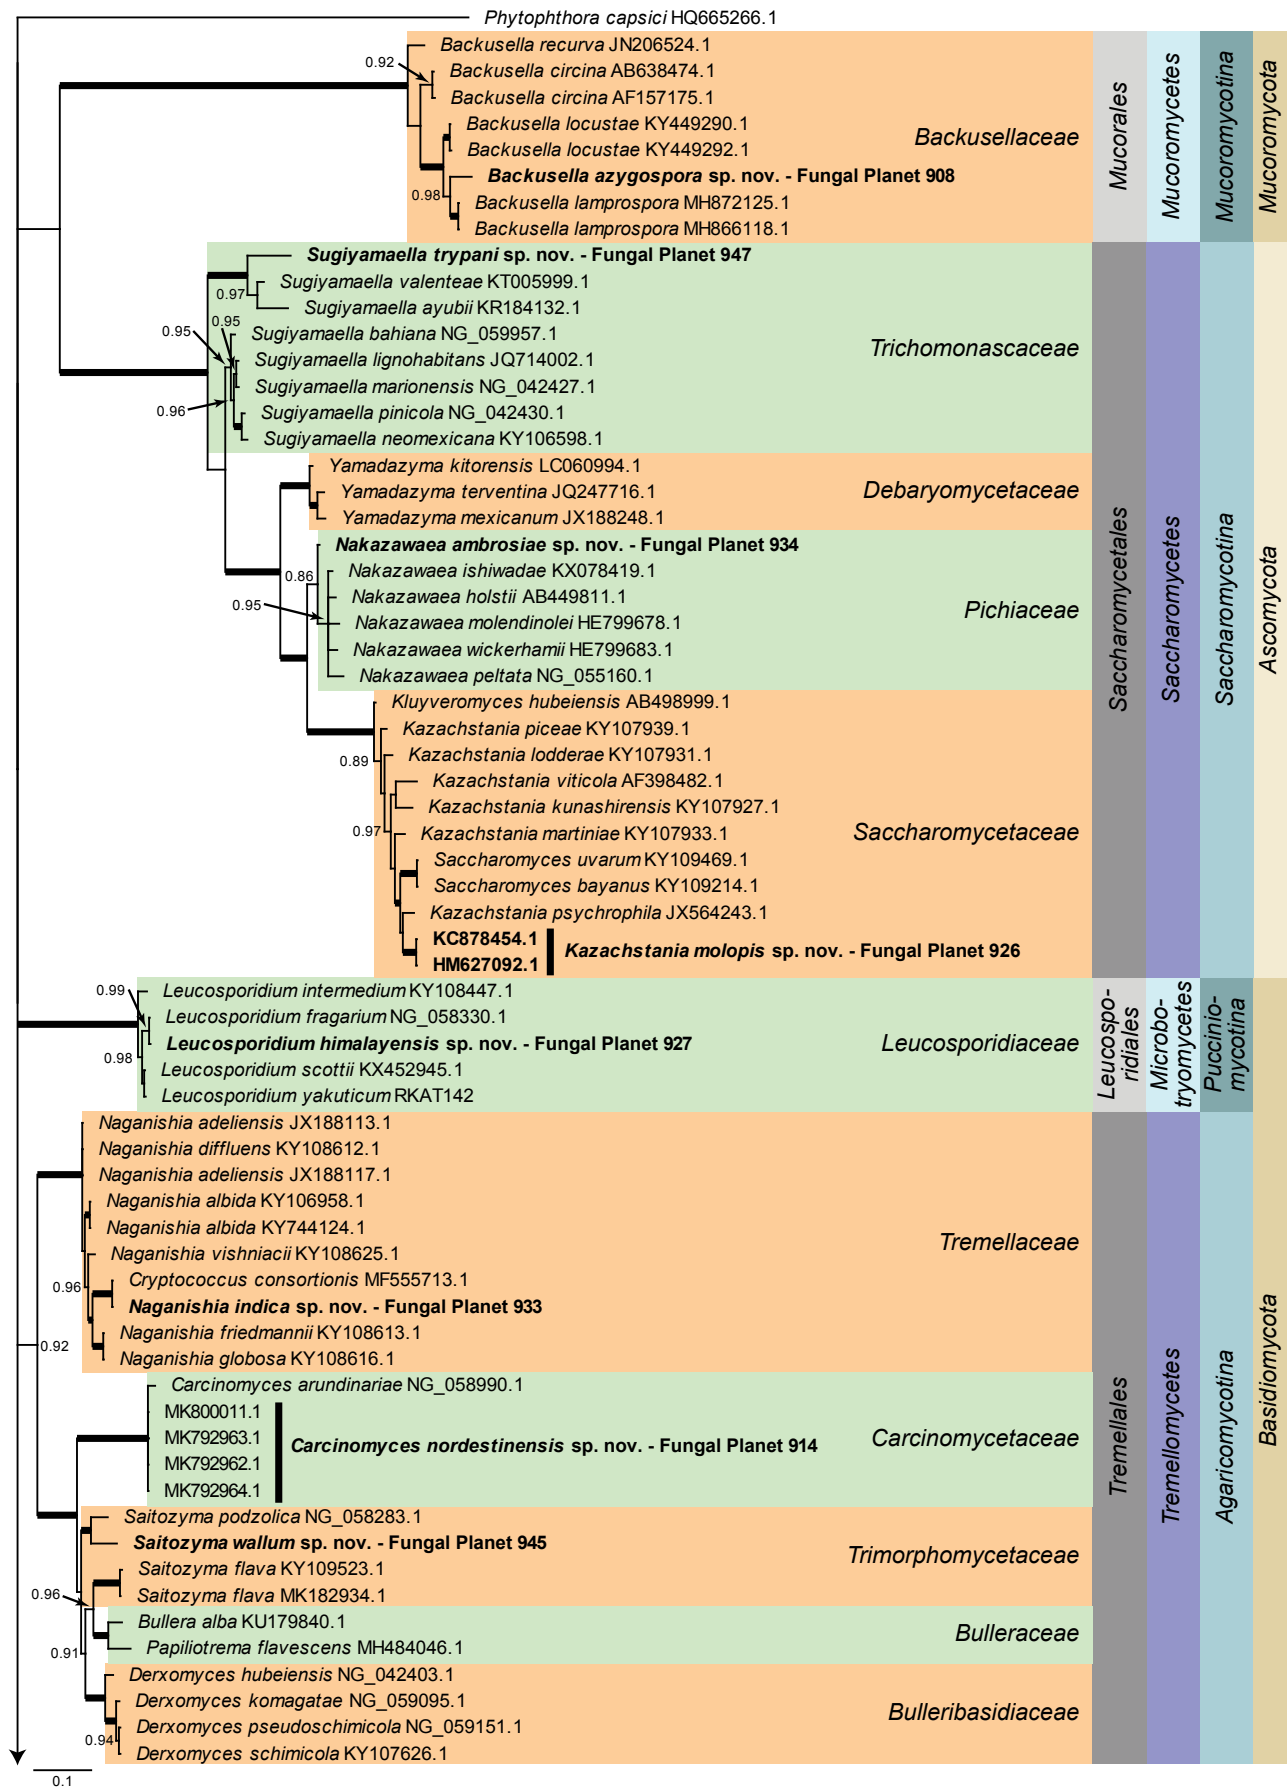 Phytophthora capsici HQ665266.1
Backusella recurva JN206524.1
0.92
Backusella circina AB638474.1
Backusella circina AF157175.1
Backusella locustae KY449290.1
Backusellaceae
Backusella locustae KY449292.1
Backusella azygospora sp. nov. - Fungal Planet 908
0.98
Backusella lamprospora MH872125.1
Backusella lamprospora MH866118.1
Mucorales
Mucoromycetes
Mucoromycotina
Mucoromycota
Sugiyamaella trypani sp. nov. - Fungal Planet 947
Sugiyamaella valenteae KT005999.1
0.97
Sugiyamaella ayubii KR184132.1
0.95
0.95
Sugiyamaella bahiana NG_059957.1
Trichomonascaceae
Sugiyamaella lignohabitans JQ714002.1
Sugiyamaella marionensis NG_042427.1
0.96
Sugiyamaella pinicola NG_042430.1
Sugiyamaella neomexicana KY106598.1
Yamadazyma kitorensis LC060994.1
Yamadazyma terventina JQ247716.1
Debaryomycetaceae
Yamadazyma mexicanum JX188248.1
Nakazawaea ambrosiae sp. nov. - Fungal Planet 934
0.86
Nakazawaea ishiwadae KX078419.1
Nakazawaea holstii AB449811.1
0.95
Pichiaceae
Nakazawaea molendinolei HE799678.1
Nakazawaea wickerhamii HE799683.1
Nakazawaea peltata NG_055160.1
Kluyveromyces hubeiensis AB498999.1
Kazachstania piceae KY107939.1
0.89
Kazachstania lodderae KY107931.1
Kazachstania viticola AF398482.1
Kazachstania kunashirensis KY107927.1
0.97
Kazachstania martiniae KY107933.1
Saccharomycetaceae
Saccharomyces uvarum KY109469.1
Saccharomyces bayanus KY109214.1
Kazachstania psychrophila JX564243.1
KC878454.1
Kazachstania molopis sp. nov. - Fungal Planet 926
HM627092.1
Saccharomycetales
Saccharomycetes
Saccharomycotina
Ascomycota
0.99
Leucosporidium intermedium KY108447.1
Leucosporidium fragarium NG_058330.1
Leucosporidium himalayensis sp. nov. - Fungal Planet 927
Leucosporidiaceae
0.98
Leucosporidium scottii KX452945.1
Leucosporidium yakuticum RKAT142
Leucospo-
ridiales
Microbo-
tryomycetes
Puccinio-
mycotina
Naganishia adeliensis JX188113.1
Naganishia diffluens KY108612.1
Naganishia adeliensis JX188117.1
Naganishia albida KY106958.1
Naganishia albida KY744124.1
Tremellaceae
Naganishia vishniacii KY108625.1
0.96
Cryptococcus consortionis MF555713.1
Naganishia indica sp. nov. - Fungal Planet 933
Naganishia friedmannii KY108613.1
0.92
Naganishia globosa KY108616.1
Carcinomyces arundinariae NG_058990.1
MK800011.1
MK792963.1
Carcinomyces nordestinensis sp. nov. - Fungal Planet 914
Carcinomycetaceae
MK792962.1
MK792964.1
Saitozyma podzolica NG_058283.1
Saitozyma wallum sp. nov. - Fungal Planet 945
Trimorphomycetaceae
Saitozyma flava KY109523.1
0.96
Saitozyma flava MK182934.1
Bullera alba KU179840.1
Bulleraceae
0.91
Papiliotrema flavescens MH484046.1
Derxomyces hubeiensis NG_042403.1
Derxomyces komagatae NG_059095.1
Bulleribasidiaceae
Derxomyces pseudoschimicola NG_059151.1
0.94
Derxomyces schimicola KY107626.1
Tremellales
Tremellomycetes
Agaricomycotina
Basidiomycota
0.1